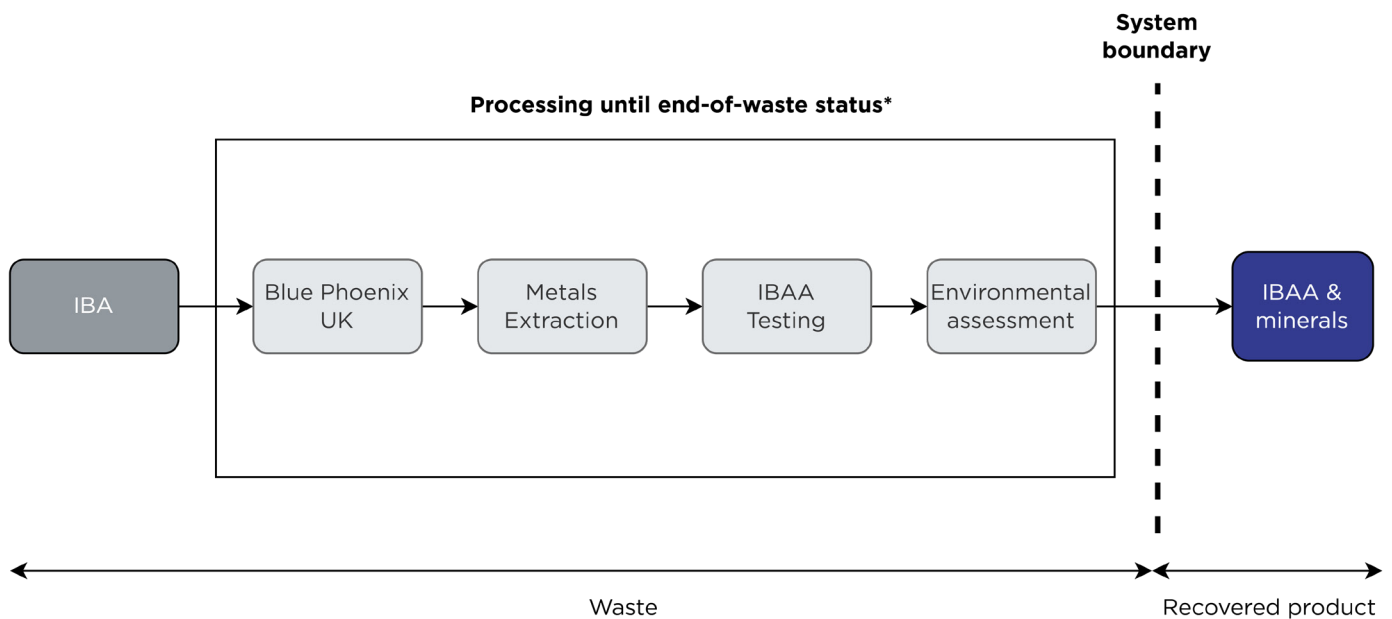 System
boundary
Processing until end-of-waste status*
IBA
Blue Phoenix
UK
Metals
Extraction
IBAA
Testing
Environmental
assessment
IBAA &
minerals
Waste
Recovered product